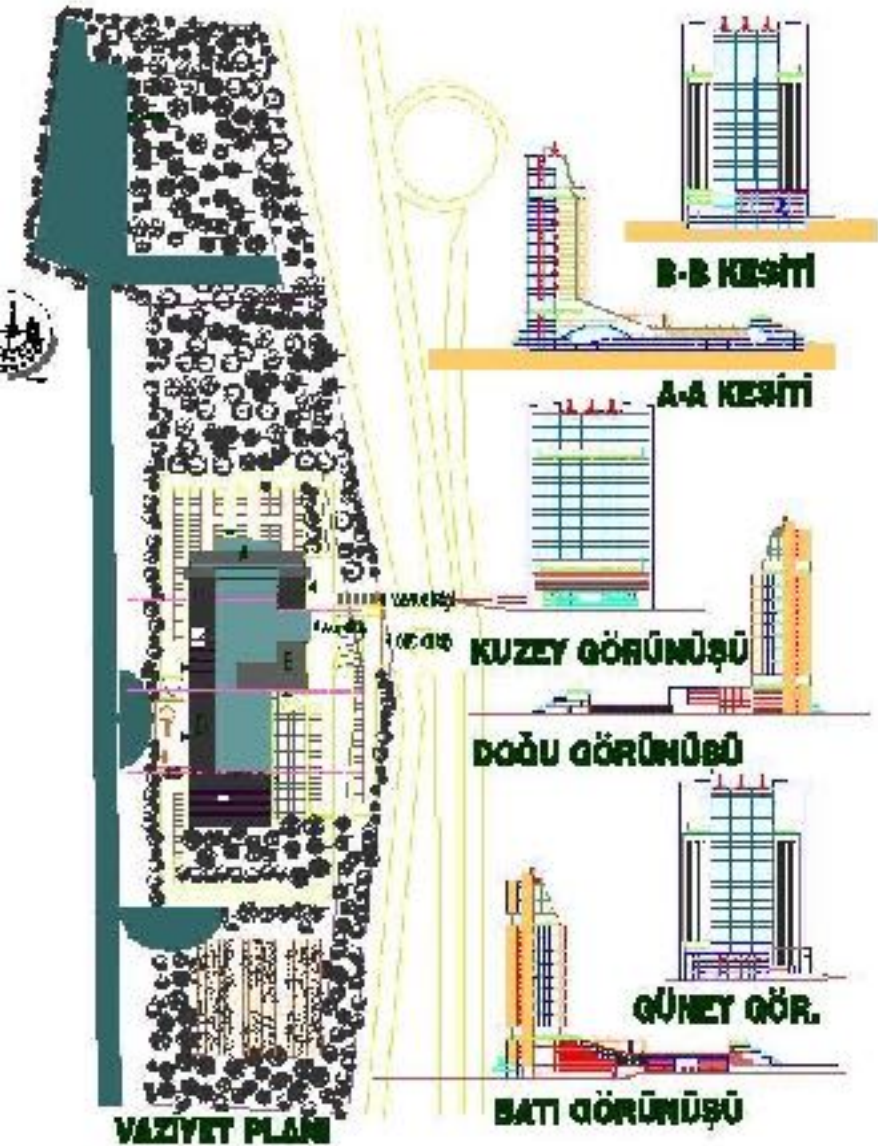 B-B KESİTİ
A-A KESİTİ
KUZEY GÖRÜNÜŞÜ
DOĞU GÖRÜNÜŞÜ
GÜNEY GÖR.
BATI GÖRÜNÜŞÜ
VAZİYET PLANI